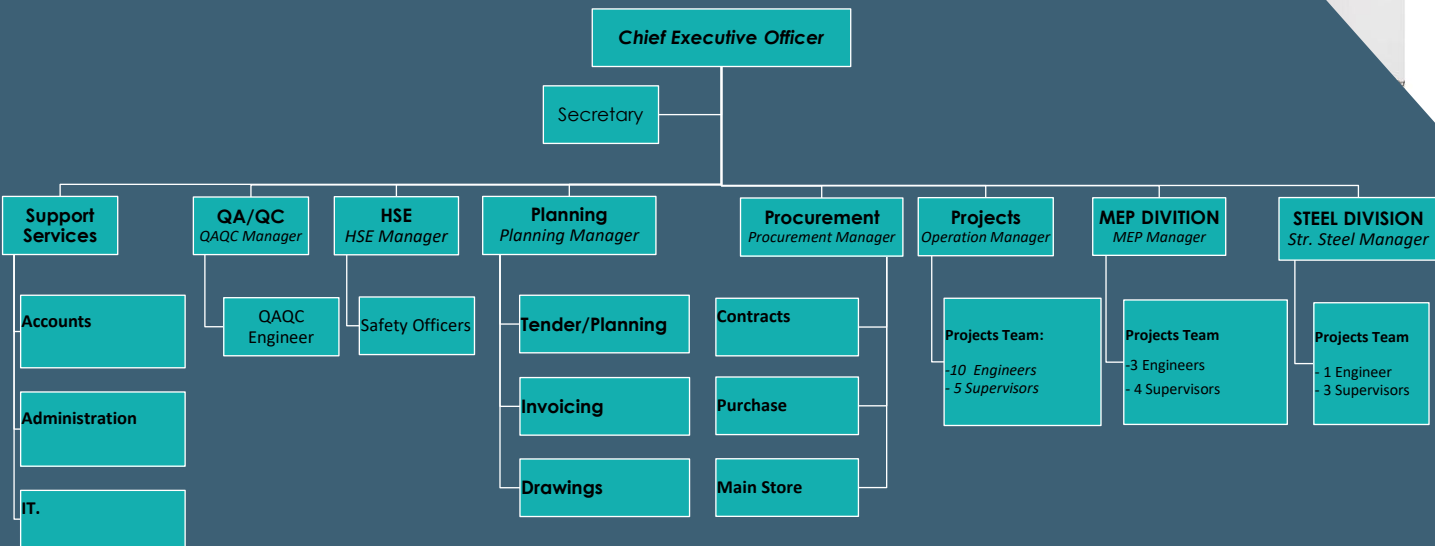 Chief Executive Officer
Secretary
Support
Services
QA/QC
QAQC Manager
HSE
HSE Manager
Planning
Planning Manager
Procurement
Procurement Manager
Projects
Operation Manager
MEP DIVITION
MEP Manager
STEEL DIVISION
Str. Steel Manager
Accounts
Administration
IT.
QAQC
Engineer
Safety Officers
Tender/Planning
Invoicing
Drawings
Contracts
Purchase
Main Store
Projects Team:
-10 Engineers
- 5 Supervisors
Projects Team
-3 Engineers
- 4 Supervisors
Projects Team
- 1 Engineer
- 3 Supervisors